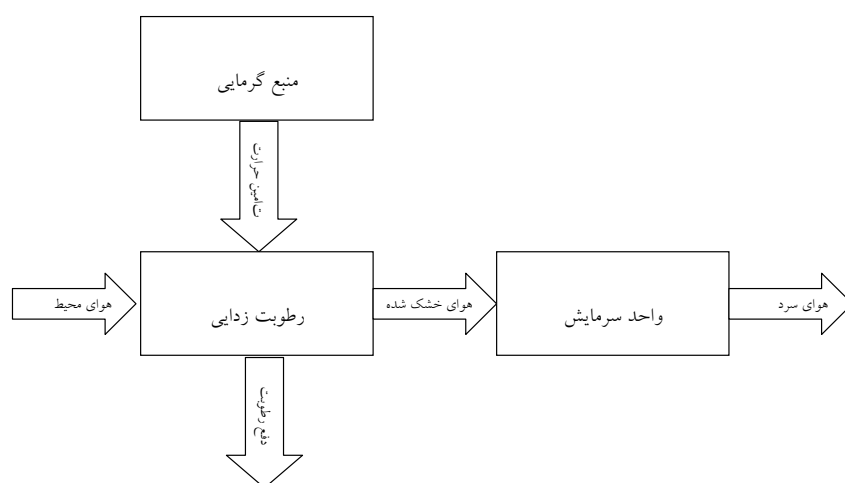 منبع گرمایی
تامین حرارت
هوای محیط
رطوبت زدایی
هوای خشک شده
واحد سرمایش
هوای سرد
دفع رطوبت